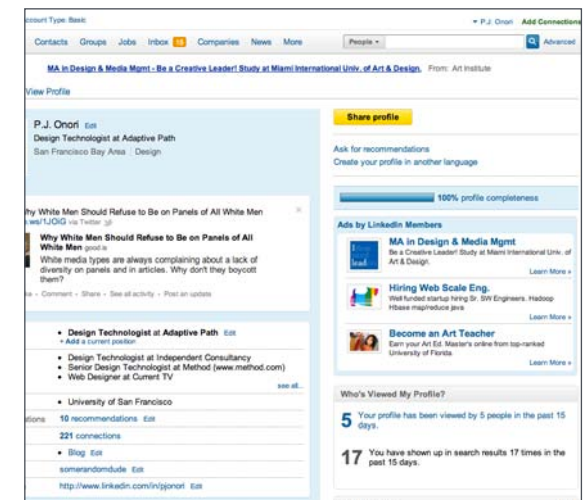 ccount Type: Basic
P.J. Onori Add Connections
Contacts Groups Jobs Inbox Companies News More
People
Advanced
MA in Design & Media Mgmt - Be a Creative Leader! Study at Miami International Univ. of Art & Design. From: Art Institute
View Profile
P.J. Onori Edit
Design Technologist at Adaptive Path
San Francisco Bay Area Design
Share profile
Ask for recommendations
Create your profile in another language
100% profile completeness
hy White Men Should Refuse to Be on Panels of All White Men
ws/1JOiG via Twitter
Why White Men Should Refuse to Be on Panels of All
White Men good.is
White media types are always complaining about a lack of
diversity on panels and in articles. Why don't they boycott
them?
Comment - Share - See all activity - Post an update
Ads by LinkedIn Members
MA in Design & Media Mgmt
Be a Creative Leader! Study at Miami International Univ. of
Art & Design.
Learn More »
Hiring Web Scale Eng.
Well funded startup hiring Sr. SW Engineers. Hadoop
Hbase map/reduce java
Learn More »
Become an Art Teacher
Earn your Art Ed. Master's online from top-ranked
University of Florida
Learn More »
• Design Technologist at Adaptive Path Edit
+ Add a current position
• Design Technologist at Independent Consultancy
• Senior Design Technologist at Method (www.method.com)
• Web Designer at Current TV
see all...
• University of San Francisco
tions 10 recommendations Edit
221 connections
• Blog Edit
somerandomdude Edit
http://www.linkedin.com/in/pjonori Edit
Who's Viewed My Profile?
5 Your profile has been viewed by 5 people in the past 15
days.
17 You have shown up in search results 17 times in the
past 15 days.